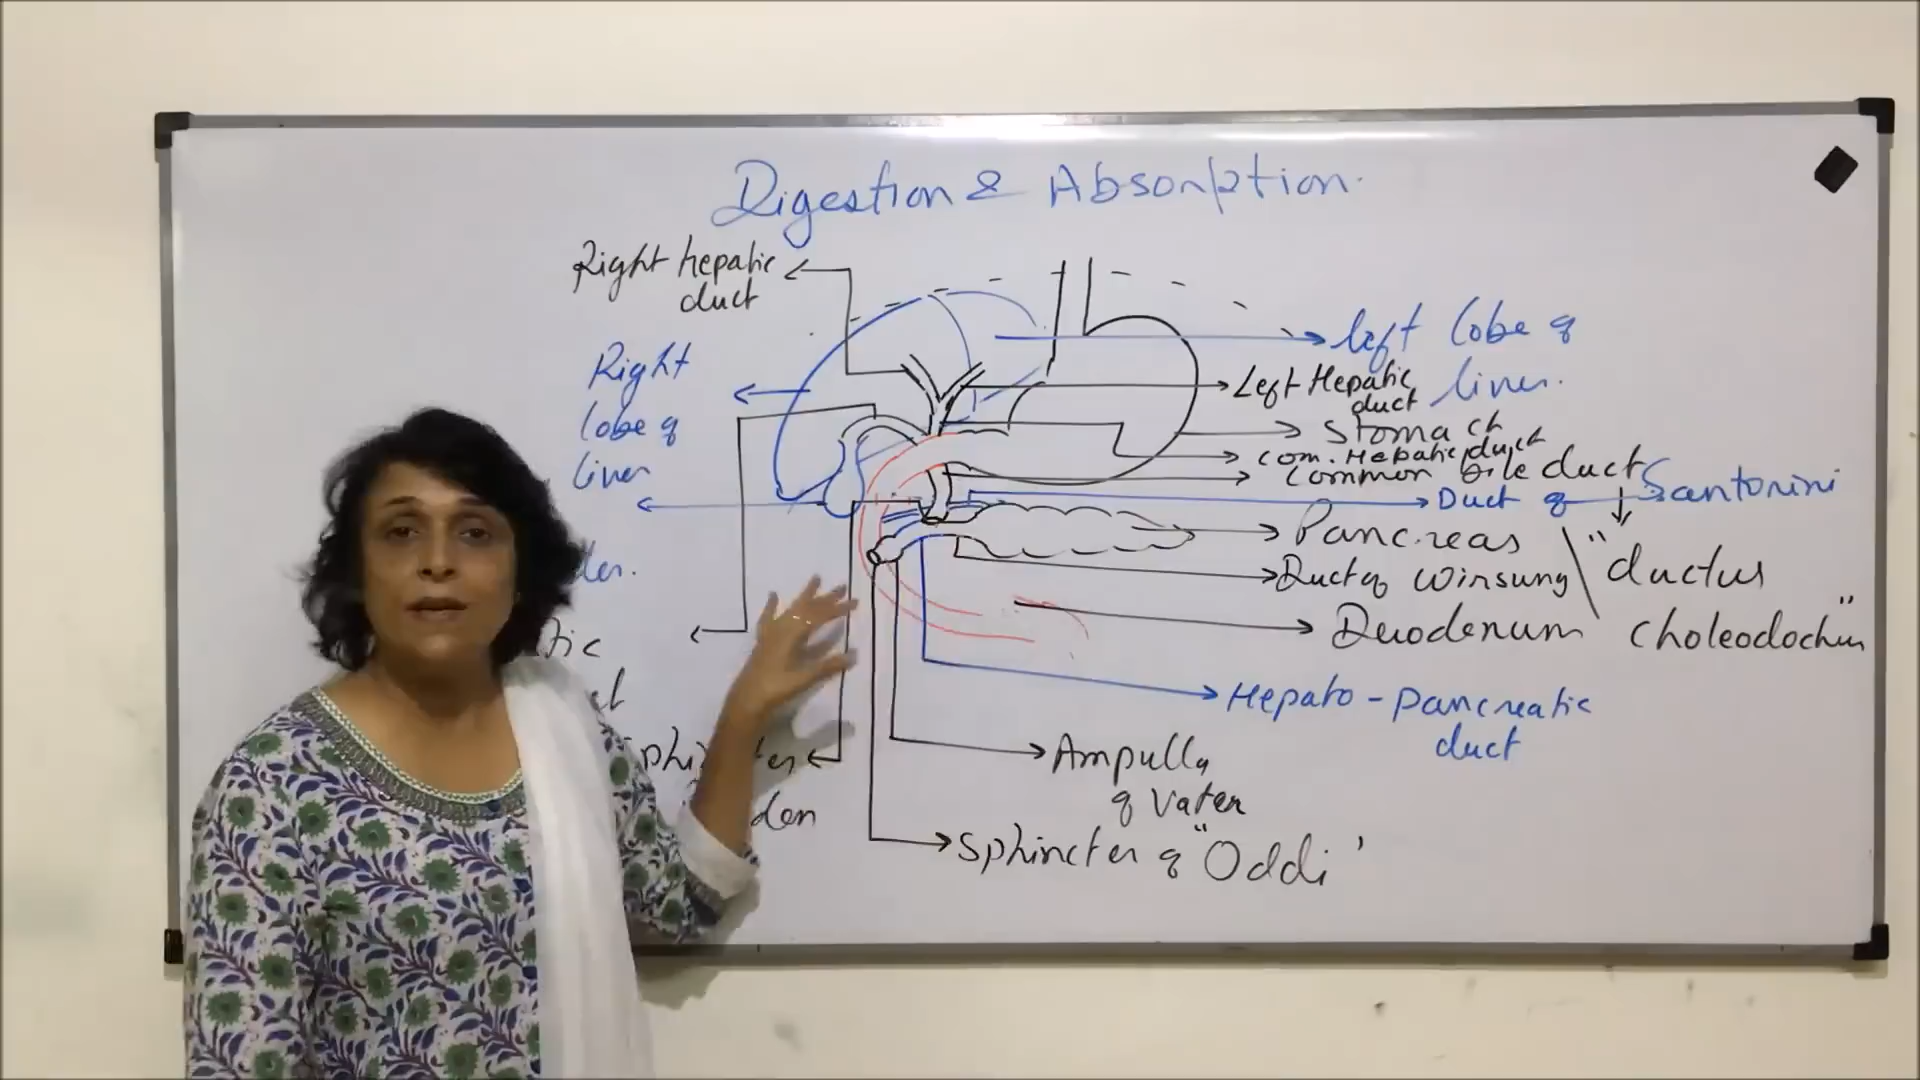 Digestion & Absorption.
Right hepatic
duct
Right
lobe of
liver
left lobe of
liver.
Left Hepatic
duct
Stomach
com. Hepatic duct
Common bile duct
Duct of Santorini
Pancreas
Duct of Wirsung
"ductus
Duodenum
Choledochu
Hepato-pancreatic
duct
Ampulla
of Vater
Sphincter of "Oddi'